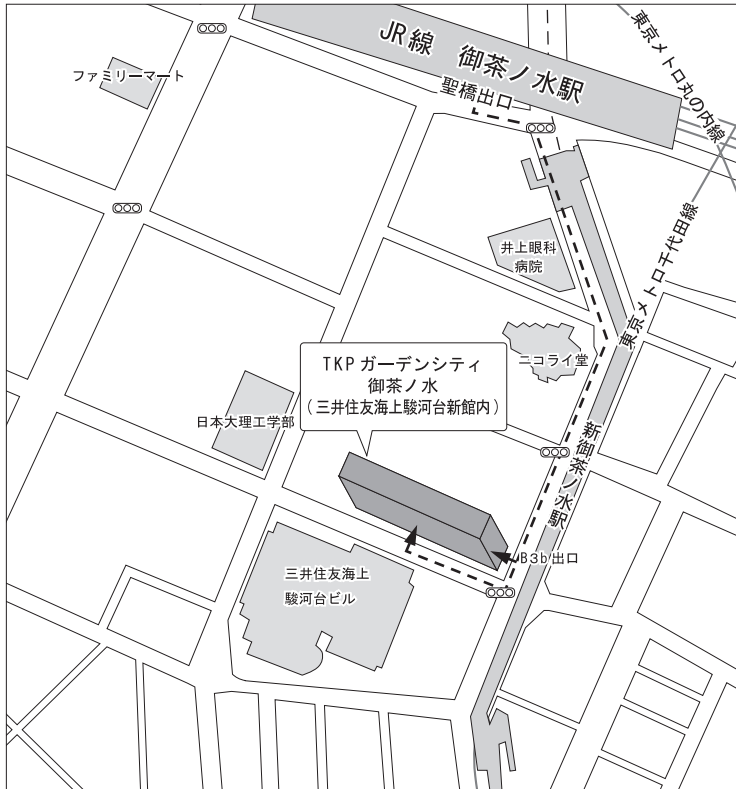 JR線 御茶ノ水駅
聖橋出口
東京メトロ丸の内線
ファミリーマート
東京メトロ千代田線
井上眼科
病院
ニコライ堂
TKP ガーデンシティ
御茶ノ水
(三井住友海上駿河台新館内)
日本大理工学部
新御茶ノ水駅
B3b出口
三井住友海上
駿河台ビル